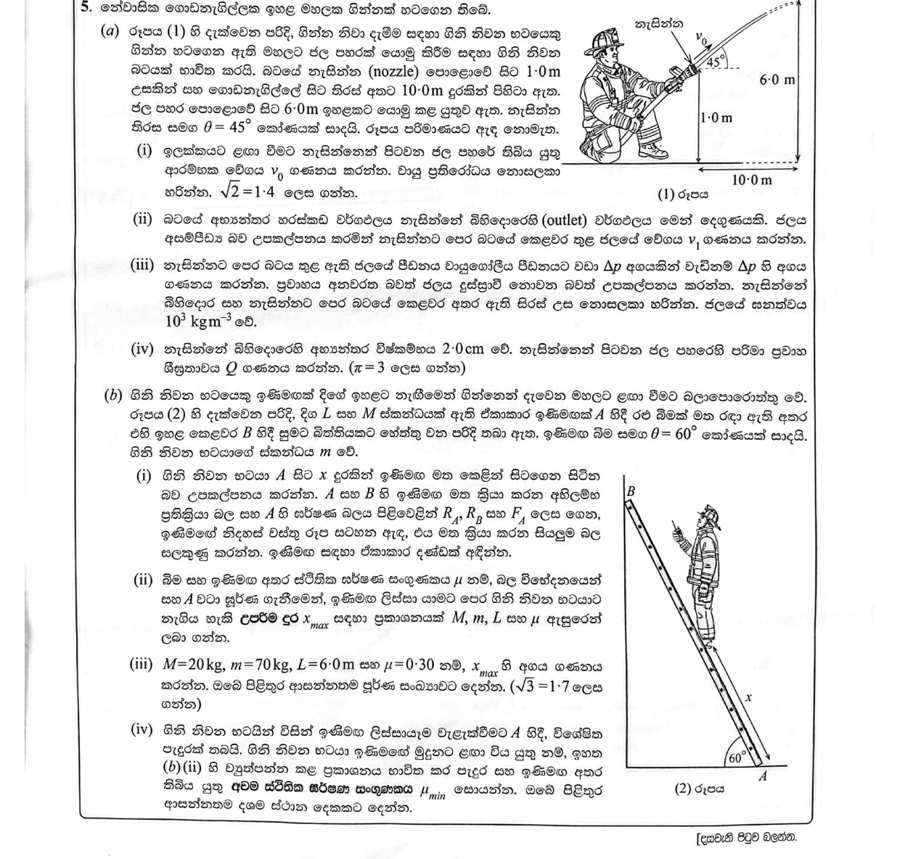 5. නේවාසික ගොඩනැගිල්ලක ඉහළ මහලක ගින්නක් හටගෙන තිබේ.
(a) රූපය (1) හි දැක්වෙන පරිදි, ගින්න නිවා දැමීම සඳහා ගිනි නිවන භටයෙකු
ගින්න හටගෙන ඇති මහලට ජල පහරක් යොමු කිරීම සඳහා ගිනි නිවන
බටයක් භාවිත කරයි. බටයේ නැසින්න (nozzle) පොළොවේ සිට 1·0 m
උසකින් සහ ගොඩනැගිල්ලේ සිට තිරස් අතට 10·0 m දුරකින් පිහිටා ඇත.
ජල පහර පොළොවේ සිට 6·0 m ඉහළකට යොමු කළ යුතුව ඇත. නැසින්න
තිරස සමග θ = 45° කෝණයක් සාදයි. රූපය පරිමාණයට ඇඳ නොමැත.
(i) ඉලක්කයට ළඟා වීමට නැසින්නෙන් පිටවන ජල පහරේ තිබිය යුතු
ආරම්භක වේගය v₀ ගණනය කරන්න. වායු ප්‍රතිරෝධය නොසලකා
හරින්න. √2 = 1·4 ලෙස ගන්න.
නැසින්න
v₀
45°
6·0 m
1·0 m
10·0 m
(1) රූපය
(ii) බටයේ අභ්‍යන්තර හරස්කඩ වර්ගඵලය නැසින්නේ බිහිදොරෙහි (outlet) වර්ගඵලය මෙන් දෙගුණයකි. ජලය
අසම්පීඩ්‍ය බව උපකල්පනය කරමින් නැසින්නට පෙර බටයේ කෙළවර තුළ ජලයේ වේගය v₁ ගණනය කරන්න.
(iii) නැසින්නට පෙර බටය තුළ ඇති ජලයේ පීඩනය වායුගෝලීය පීඩනයට වඩා Δp අගයකින් වැඩිනම් Δp හි අගය
ගණනය කරන්න. ප්‍රවාහය අනවරත බවත් ජලය දුස්ස්‍රාවී නොවන බවත් උපකල්පනය කරන්න. නැසින්නේ
බිහිදොර සහ නැසින්නට පෙර බටයේ කෙළවර අතර ඇති සිරස් උස නොසලකා හරින්න. ජලයේ ඝනත්වය
10³ kg m⁻³ වේ.
(iv) නැසින්නේ බිහිදොරෙහි අභ්‍යන්තර විෂ්කම්භය 2·0 cm වේ. නැසින්නෙන් පිටවන ජල පහරෙහි පරිමා ප්‍රවාහ
ශීඝ්‍රතාවය Q ගණනය කරන්න. (π = 3 ලෙස ගන්න)
(b) ගිනි නිවන භටයෙකු ඉණිමඟක් දිගේ ඉහළට නැඟීමෙන් ගින්නෙන් දැවෙන මහලට ළඟා වීමට බලාපොරොත්තු වේ.
රූපය (2) හි දැක්වෙන පරිදි, දිග L සහ M ස්කන්ධයක් ඇති ඒකාකාර ඉණිමඟක් A හිදී රළු බිමක් මත රඳා ඇති අතර
එහි ඉහළ කෙළවර B හිදී සුමට බිත්තියකට හේත්තු වන පරිදි තබා ඇත. ඉණිමඟ බිම සමග θ = 60° කෝණයක් සාදයි.
ගිනි නිවන භටයාගේ ස්කන්ධය m වේ.
(i) ගිනි නිවන භටයා A සිට x දුරකින් ඉණිමඟ මත කෙළින් සිටගෙන සිටින
බව උපකල්පනය කරන්න. A සහ B හි ඉණිමඟ මත ක්‍රියා කරන අභිලම්භ
ප්‍රතික්‍රියා බල සහ A හි ඝර්ෂණ බලය පිළිවෙළින් R_A, R_B සහ F_A ලෙස ගෙන,
ඉණිමඟේ නිදහස් වස්තු රූප සටහන ඇඳ, එය මත ක්‍රියා කරන සියලුම බල
සලකුණු කරන්න. ඉණිමඟ සඳහා ඒකාකාර දණ්ඩක් අඳින්න.
(ii) බිම සහ ඉණිමඟ අතර ස්ථිතික ඝර්ෂණ සංගුණකය μ නම්, බල විභේදනයෙන්
සහ A වටා ඝූර්ණ ගැනීමෙන්, ඉණිමඟ ලිස්සා යාමට පෙර ගිනි නිවන භටයාට
නැගිය හැකි උපරිම දුර x_max සඳහා ප්‍රකාශනයක් M, m, L සහ μ ඇසුරෙන්
ලබා ගන්න.
(iii) M=20 kg, m=70 kg, L=6·0 m සහ μ=0·30 නම්, x_max හි අගය ගණනය
කරන්න. ඔබේ පිළිතුර ආසන්නතම පූර්ණ සංඛ්‍යාවට දෙන්න. (√3 =1·7 ලෙස
ගන්න)
(iv) ගිනි නිවන භටයින් විසින් ඉණිමඟ ලිස්සායෑම වැළැක්වීමට A හිදී, විශේෂිත
පැදුරක් තබයි. ගිනි නිවන භටයා ඉණිමඟේ මුදුනට ළඟා විය යුතු නම්, ඉහත
(b) (ii) හි ව්‍යුත්පන්න කළ ප්‍රකාශනය භාවිත කර පැදුර සහ ඉණිමඟ අතර
තිබිය යුතු අවම ස්ථිතික ඝර්ෂණ සංගුණකය μ_min සොයන්න. ඔබේ පිළිතුර
ආසන්නතම දශම ස්ථාන දෙකකට දෙන්න.
B
x
60°
A
(2) රූපය
[දසවැනි පිටුව බලන්න.